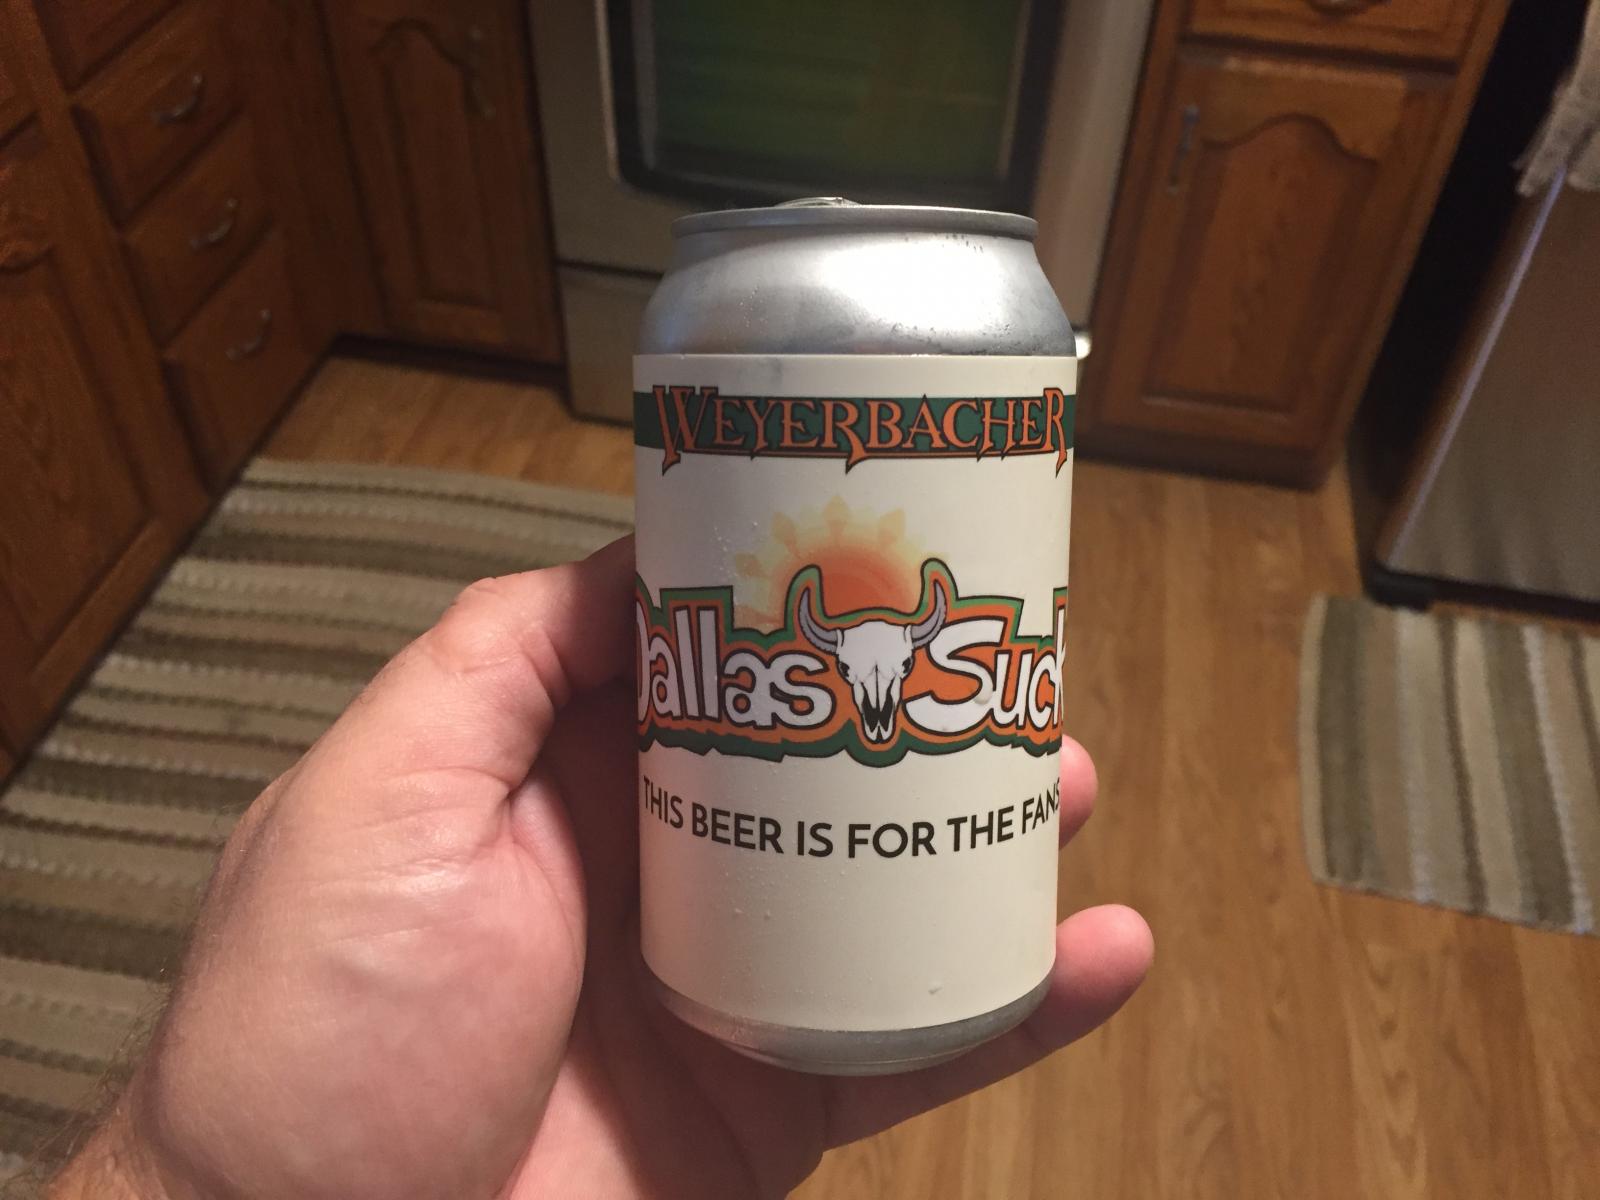 WEYERBACHER
Dallas Suck
THIS BEER IS FOR THE FANS